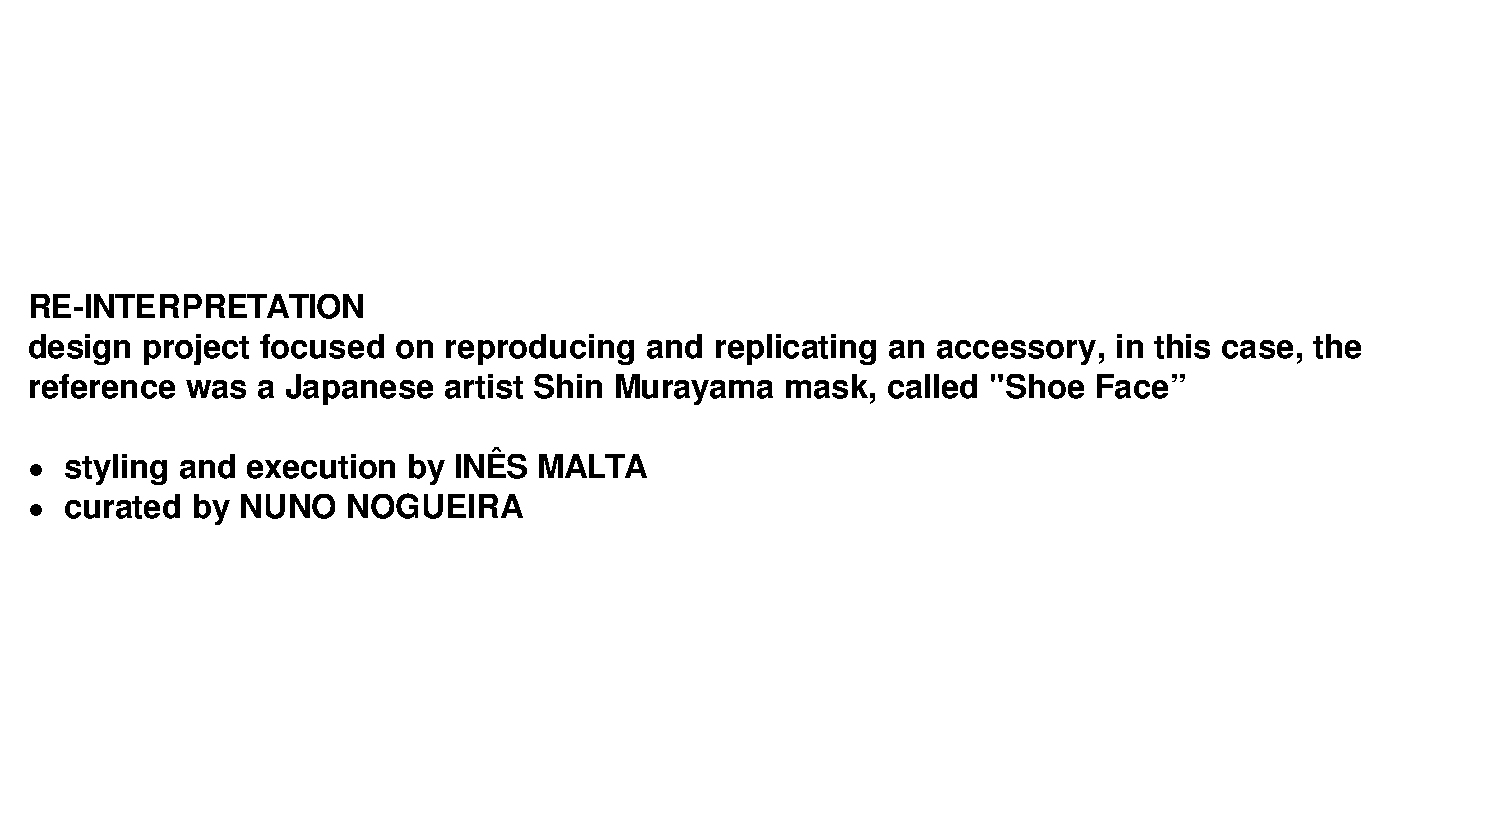 RE-INTERPRETATION
design project focused on reproducing and replicating an accessory, in this case, the
reference was a Japanese artist Shin Murayama mask, called "Shoe Face”
• styling and execution by INÊS MALTA
• curated by NUNO NOGUEIRA